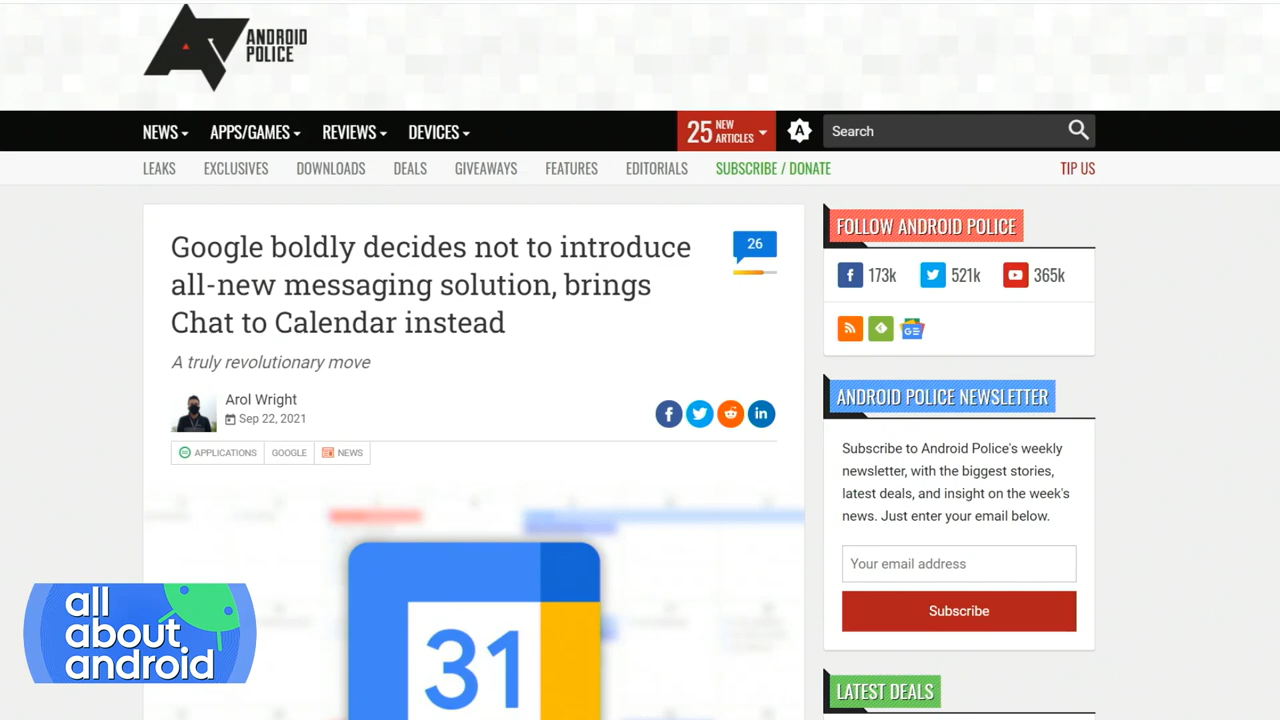 ANDROID
POLICE
NEWS
APPS/GAMES
REVIEWS
DEVICES
25 NEW ARTICLES
A
Search
LEAKS
EXCLUSIVES
DOWNLOADS
DEALS
GIVEAWAYS
FEATURES
EDITORIALS
SUBSCRIBE / DONATE
TIP US
Google boldly decides not to introduce
all-new messaging solution, brings
Chat to Calendar instead
26
A truly revolutionary move
Arol Wright
Sep 22, 2021
APPLICATIONS
GOOGLE
NEWS
31
all
about
android
FOLLOW ANDROID POLICE
173k
521k
365k
ANDROID POLICE NEWSLETTER
Subscribe to Android Police's weekly
newsletter, with the biggest stories,
latest deals, and insight on the week's
news. Just enter your email below.
Your email address
Subscribe
LATEST DEALS